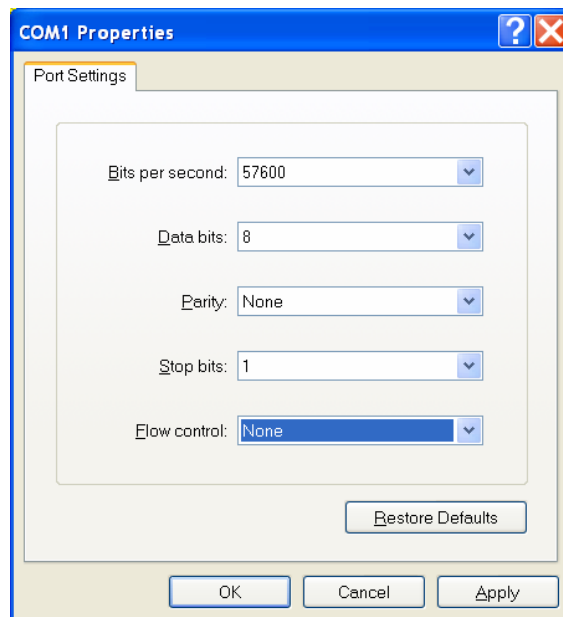 COM1 Properties
Port Settings
Bits per second: 57600
Data bits: 8
Parity: None
Stop bits: 1
Flow control: None
Restore Defaults
OK Cancel Apply